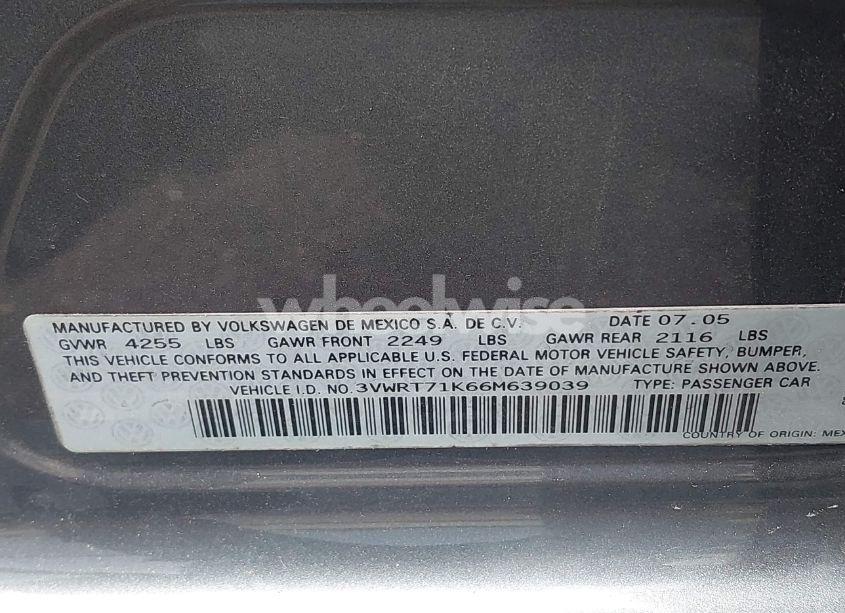 wheelwise
MANUFACTURED BY VOLKSWAGEN DE MEXICO S.A. DE C.V. DATE 07.05
GVWR 4255 LBS GAWR FRONT 2249 LBS GAWR REAR 2116 LBS
THIS VEHICLE CONFORMS TO ALL APPLICABLE U.S. FEDERAL MOTOR VEHICLE SAFETY, BUMPER,
AND THEFT PREVENTION STANDARDS IN EFFECT ON THE DATE OF MANUFACTURE SHOWN ABOVE.
VEHICLE I.D. NO. 3VWRT71K66M639039 TYPE: PASSENGER CAR
COUNTRY OF ORIGIN: MEX